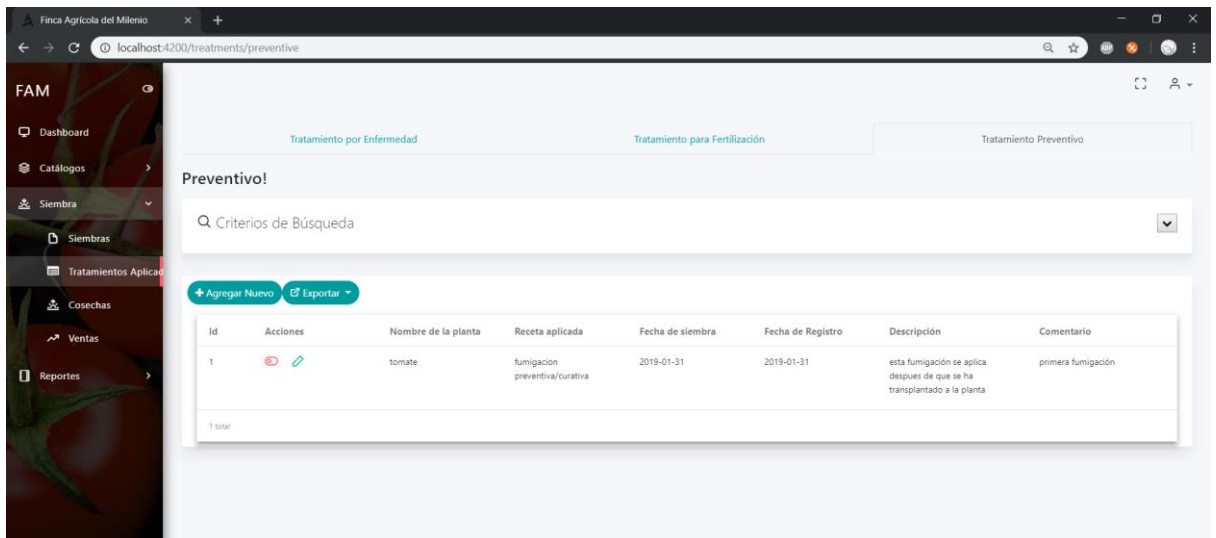 Finca Agrícola del Milenio
localhost:4200/treatments/preventive
ABP
FAM
Dashboard
Catálogos
Siembra
Siembras
Tratamientos Aplicad
Cosechas
Ventas
Reportes
Tratamiento por Enfermedad
Tratamiento para Fertilización
Tratamiento Preventivo
Preventivo!
Criterios de Búsqueda
Agregar Nuevo
Exportar
Id Acciones Nombre de la planta Receta aplicada Fecha de siembra Fecha de Registro Descripción Comentario
1 tomate fumigacion 2019-01-31 2019-01-31 esta fumigación se aplica primera fumigación
preventiva/curativa despues de que se ha
transplantado a la planta
1 total